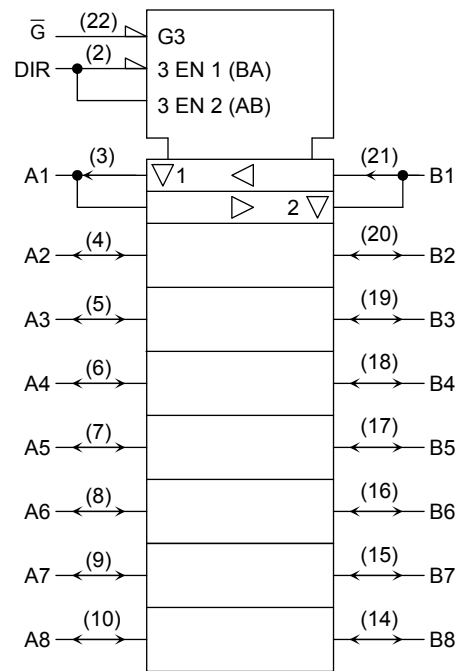 G̅ (22) G3
DIR (2) 3 EN 1 (BA)
3 EN 2 (AB)
A1 (3) 1 (21) B1
2
A2 (4) (20) B2
A3 (5) (19) B3
A4 (6) (18) B4
A5 (7) (17) B5
A6 (8) (16) B6
A7 (9) (15) B7
A8 (10) (14) B8